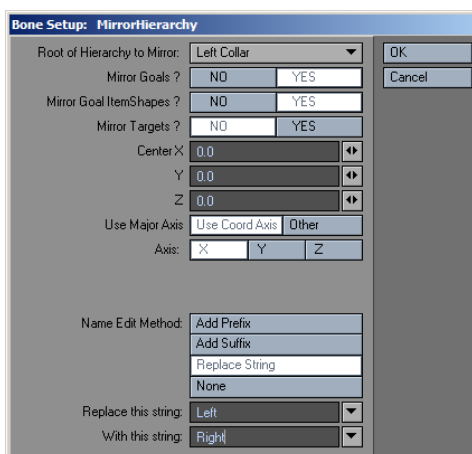 Bone Setup: MirrorHierarchy
Root of Hierarchy to Mirror: Left Collar OK
Mirror Goals ? NO YES Cancel
Mirror Goal ItemShapes ? NO YES
Mirror Targets ? NO YES
Center X 0.0
Y 0.0
Z 0.0
Use Major Axis Use Coord Axis Other
Axis: X Y Z
Name Edit Method: Add Prefix
Add Suffix
Replace String
None
Replace this string: Left
With this string: Right